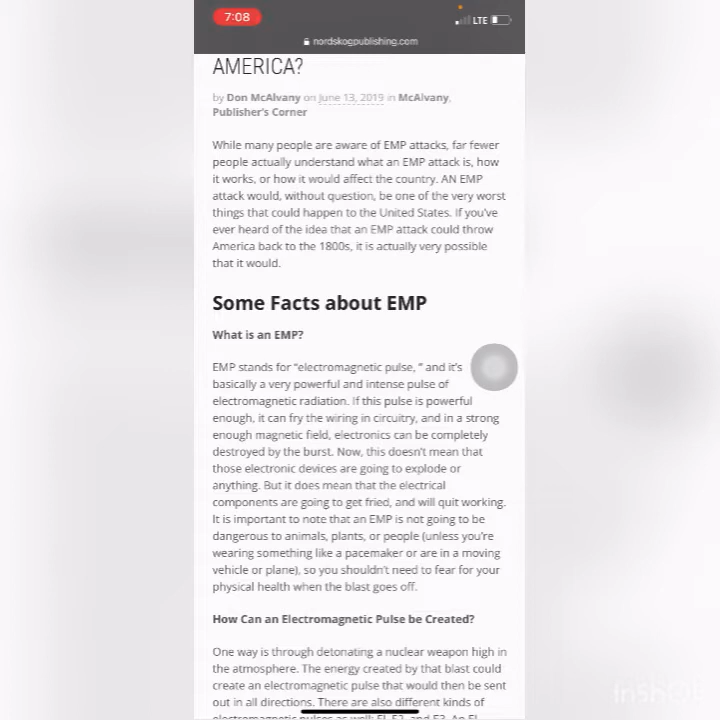 7:08
LTE
nordskogpublishing.com
AMERICA?
by Don McAlvany on June 13, 2019 in McAlvany,
Publisher's Corner
While many people are aware of EMP attacks, far fewer
people actually understand what an EMP attack is, how
it works, or how it would affect the country. AN EMP
attack would, without question, be one of the very worst
things that could happen to the United States. If you've
ever heard of the idea that an EMP attack could throw
America back to the 1800s, it is actually very possible
that it would.
Some Facts about EMP
What is an EMP?
EMP stands for "electromagnetic pulse, " and it's
basically a very powerful and intense pulse of
electromagnetic radiation. If this pulse is powerful
enough, it can fry the wiring in circuitry, and in a strong
enough magnetic field, electronics can be completely
destroyed by the burst. Now, this doesn't mean that
those electronic devices are going to explode or
anything. But it does mean that the electrical
components are going to get fried, and will quit working.
It is important to note that an EMP is not going to be
dangerous to animals, plants, or people (unless you're
wearing something like a pacemaker or are in a moving
vehicle or plane), so you shouldn't need to fear for your
physical health when the blast goes off.
How Can an Electromagnetic Pulse be Created?
One way is through detonating a nuclear weapon high in
the atmosphere. The energy created by that blast could
create an electromagnetic pulse that would then be sent
out in all directions. There are also different kinds of
electromagnetic pulses as well: E1, E2, and E3. An E1
InShot